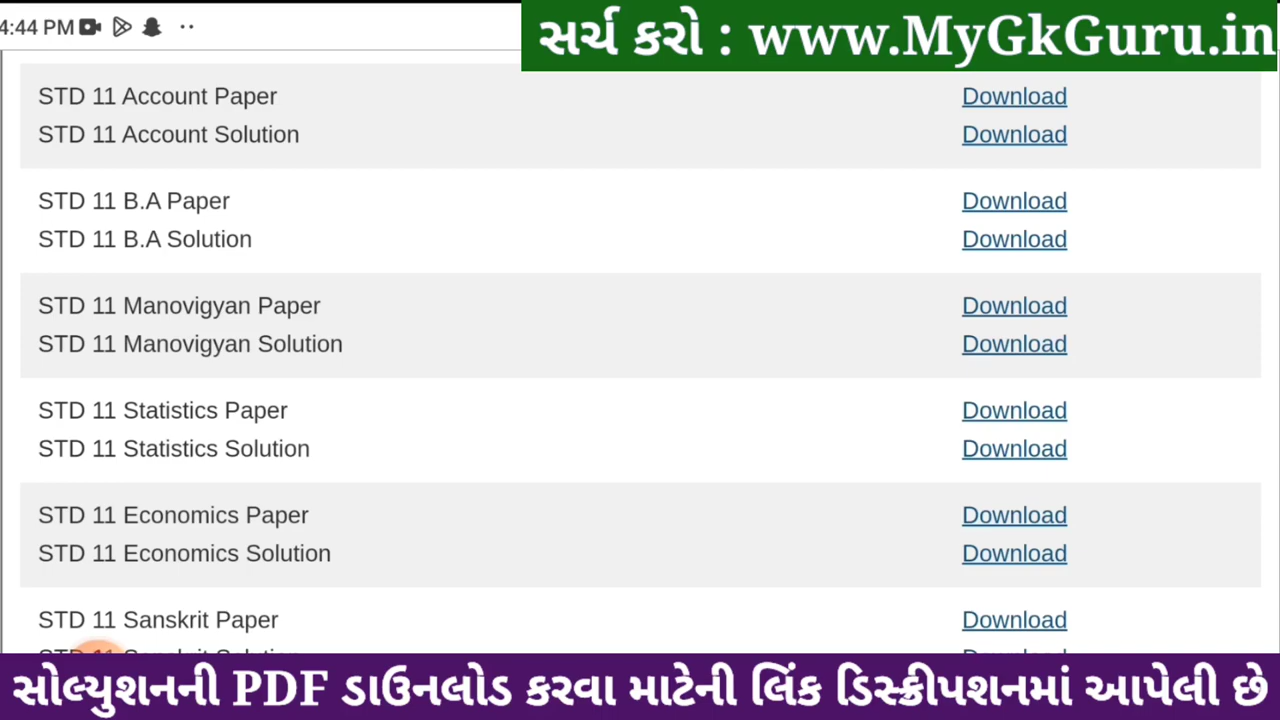 4:44 PM
સર્ચ કરો : www.MyGkGuru.in
STD 11 Account Paper Download
STD 11 Account Solution Download
STD 11 B.A Paper Download
STD 11 B.A Solution Download
STD 11 Manovigyan Paper Download
STD 11 Manovigyan Solution Download
STD 11 Statistics Paper Download
STD 11 Statistics Solution Download
STD 11 Economics Paper Download
STD 11 Economics Solution Download
STD 11 Sanskrit Paper Download
સોલ્યુશનની PDF ડાઉનલોડ કરવા માટેની લિંક ડિસ્ક્રીપશનમાં આપેલી છે